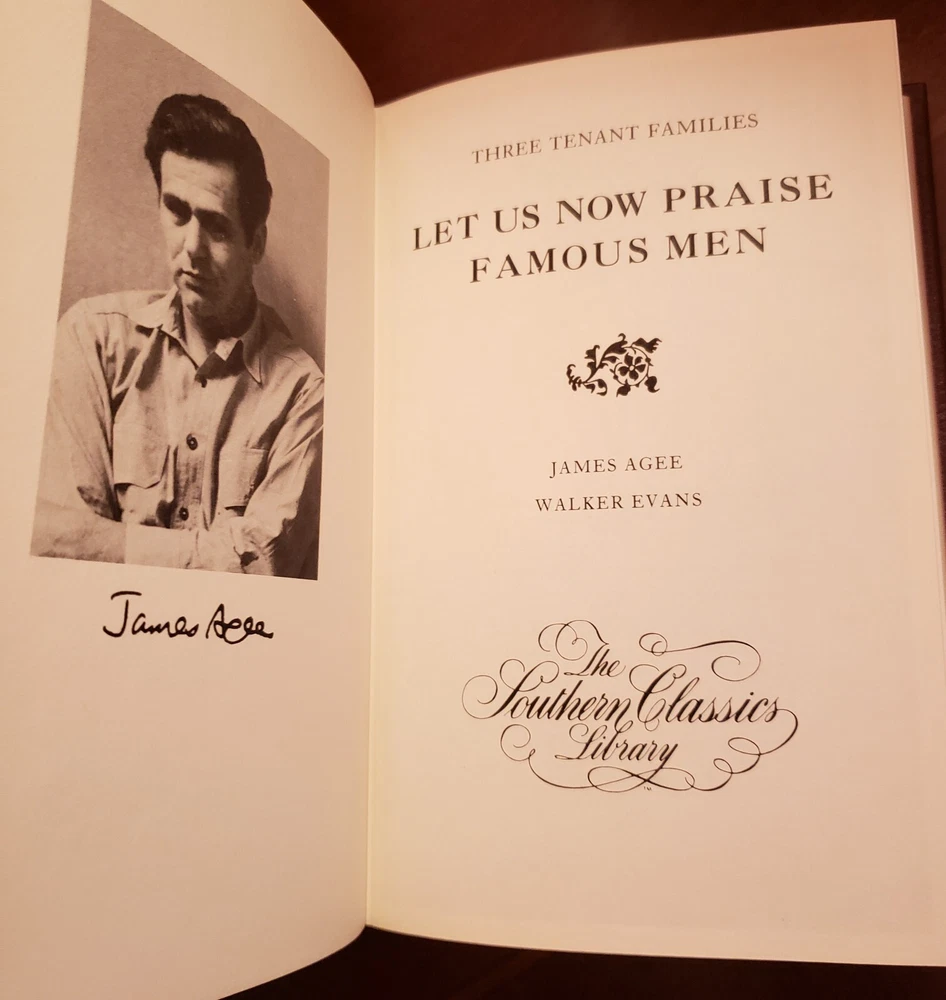 James Agee
THREE TENANT FAMILIES
LET US NOW PRAISE
FAMOUS MEN
JAMES AGEE
WALKER EVANS
The
Southern Classics
Library
™